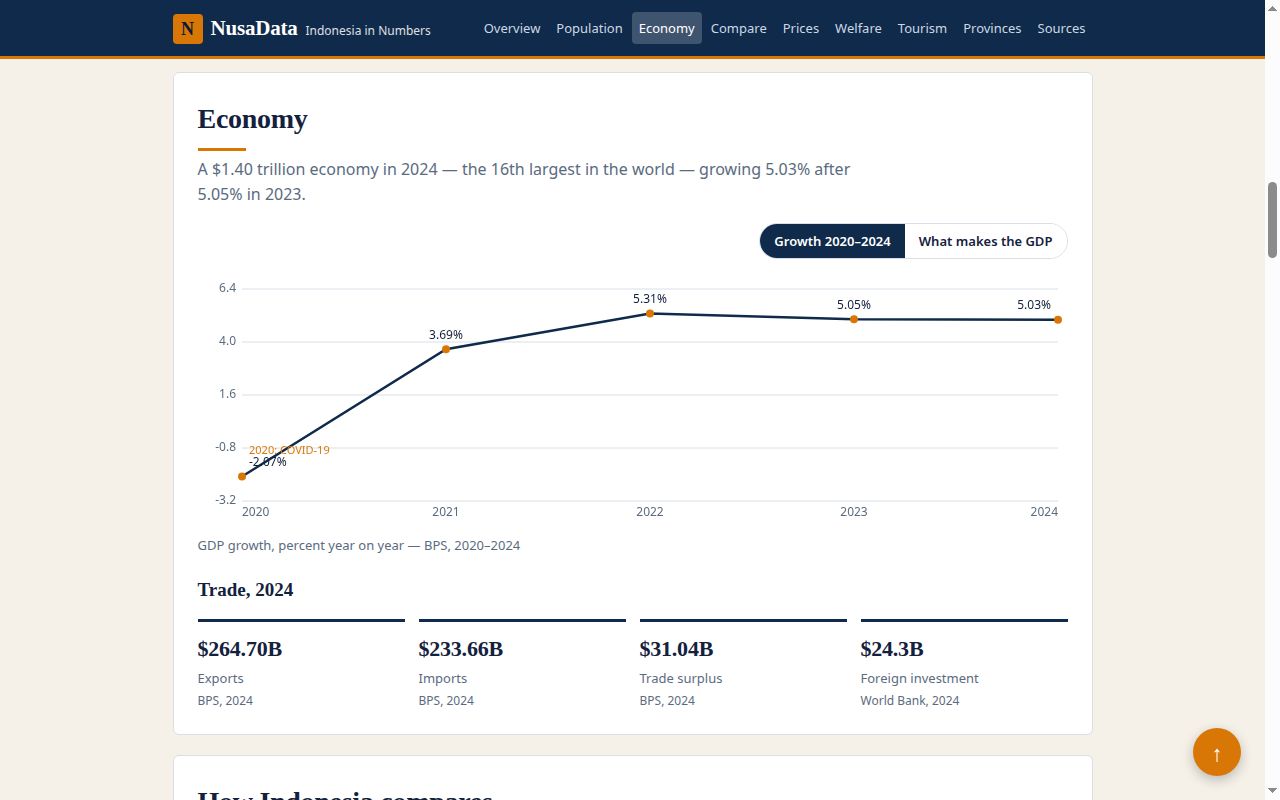 N NusaData Indonesia in Numbers Overview Population Economy Compare Prices Welfare Tourism Provinces Sources
Economy
A $1.40 trillion economy in 2024 — the 16th largest in the world — growing 5.03% after
5.05% in 2023.
Growth 2020–2024 What makes the GDP
6.4
5.31%
5.05%
5.03%
3.69%
4.0
1.6
-0.8
2020: COVID-19
-2.07%
-3.2
2020 2021 2022 2023 2024
GDP growth, percent year on year — BPS, 2020–2024
Trade, 2024
$264.70B $233.66B $31.04B $24.3B
Exports Imports Trade surplus Foreign investment
BPS, 2024 BPS, 2024 BPS, 2024 World Bank, 2024
↑
How Indonesia compares